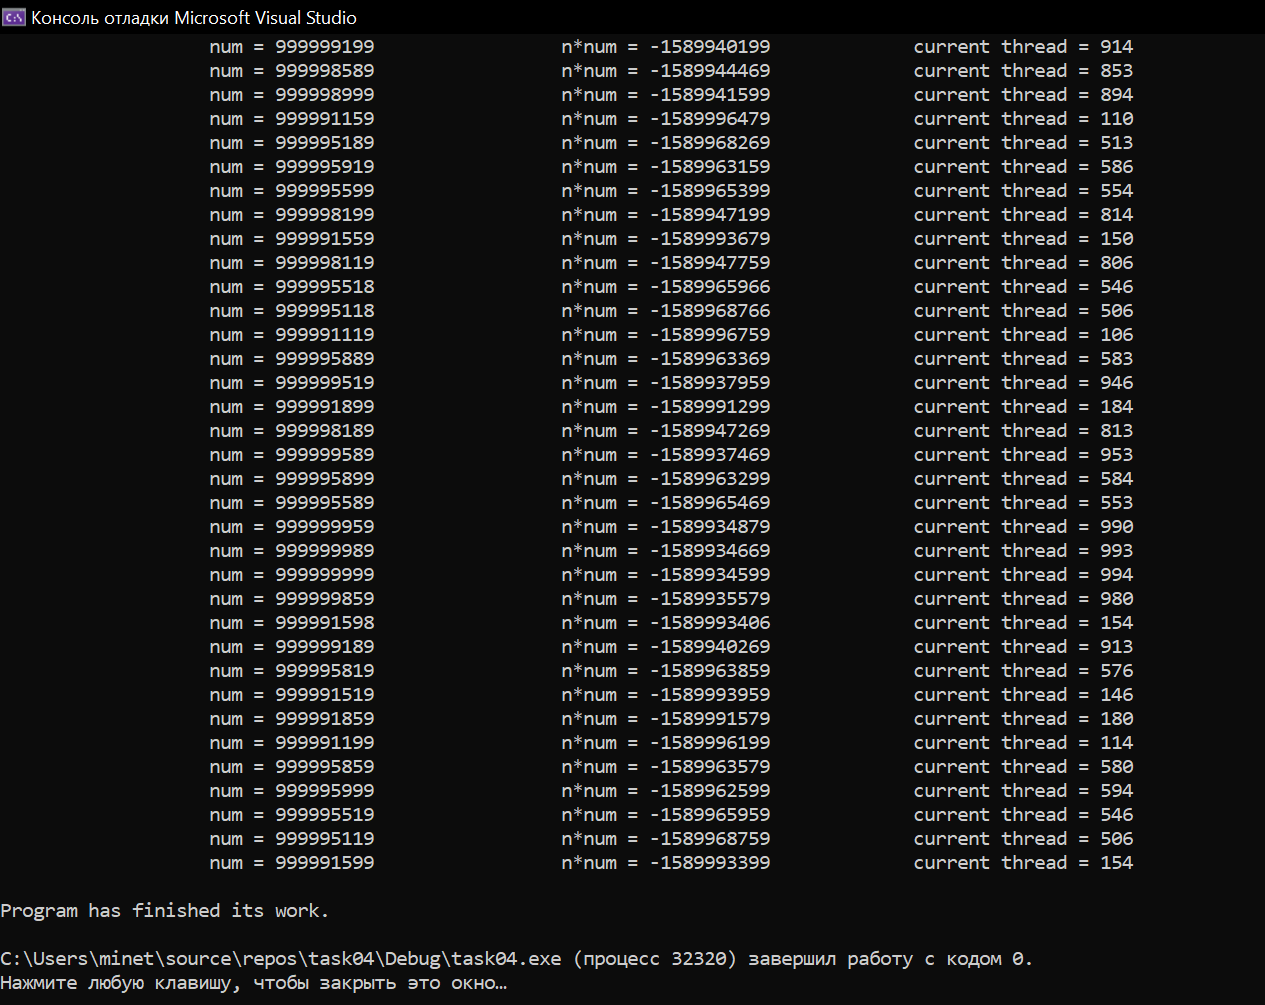 Консоль отладки Microsoft Visual Studio
num = 999999199 n*num = -1589940199 current thread = 914
num = 999998589 n*num = -1589944469 current thread = 853
num = 999998999 n*num = -1589941599 current thread = 894
num = 999991159 n*num = -1589996479 current thread = 110
num = 999995189 n*num = -1589968269 current thread = 513
num = 999995919 n*num = -1589963159 current thread = 586
num = 999995599 n*num = -1589965399 current thread = 554
num = 999998199 n*num = -1589947199 current thread = 814
num = 999991559 n*num = -1589993679 current thread = 150
num = 999998119 n*num = -1589947759 current thread = 806
num = 999995518 n*num = -1589965966 current thread = 546
num = 999995118 n*num = -1589968766 current thread = 506
num = 999991119 n*num = -1589996759 current thread = 106
num = 999995889 n*num = -1589963369 current thread = 583
num = 999999519 n*num = -1589937959 current thread = 946
num = 999991899 n*num = -1589991299 current thread = 184
num = 999998189 n*num = -1589947269 current thread = 813
num = 999999589 n*num = -1589937469 current thread = 953
num = 999995899 n*num = -1589963299 current thread = 584
num = 999995589 n*num = -1589965469 current thread = 553
num = 999999959 n*num = -1589934879 current thread = 990
num = 999999989 n*num = -1589934669 current thread = 993
num = 999999999 n*num = -1589934599 current thread = 994
num = 999999859 n*num = -1589935579 current thread = 980
num = 999991598 n*num = -1589993406 current thread = 154
num = 999999189 n*num = -1589940269 current thread = 913
num = 999995819 n*num = -1589963859 current thread = 576
num = 999991519 n*num = -1589993959 current thread = 146
num = 999991859 n*num = -1589991579 current thread = 180
num = 999991199 n*num = -1589996199 current thread = 114
num = 999995859 n*num = -1589963579 current thread = 580
num = 999995999 n*num = -1589962599 current thread = 594
num = 999995519 n*num = -1589965959 current thread = 546
num = 999995119 n*num = -1589968759 current thread = 506
num = 999991599 n*num = -1589993399 current thread = 154
Program has finished its work.
C:\Users\minet\source\repos\task04\Debug\task04.exe (процесс 32320) завершил работу с кодом 0.
Нажмите любую клавишу, чтобы закрыть это окно…